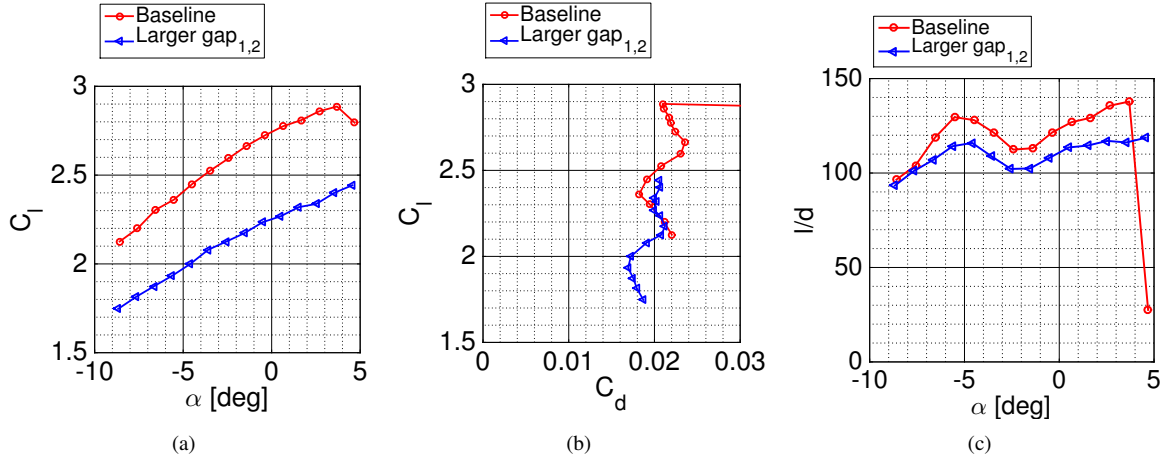 Baseline
Larger gap1,2
3
2.5
2
1.5
-10
-5
0
5
Cl
α [deg]
(a)
Baseline
Larger gap1,2
3
2.5
2
1.5
0
0.01
0.02
0.03
Cl
Cd
(b)
Baseline
Larger gap1,2
150
100
50
0
-10
-5
0
5
l/d
α [deg]
(c)